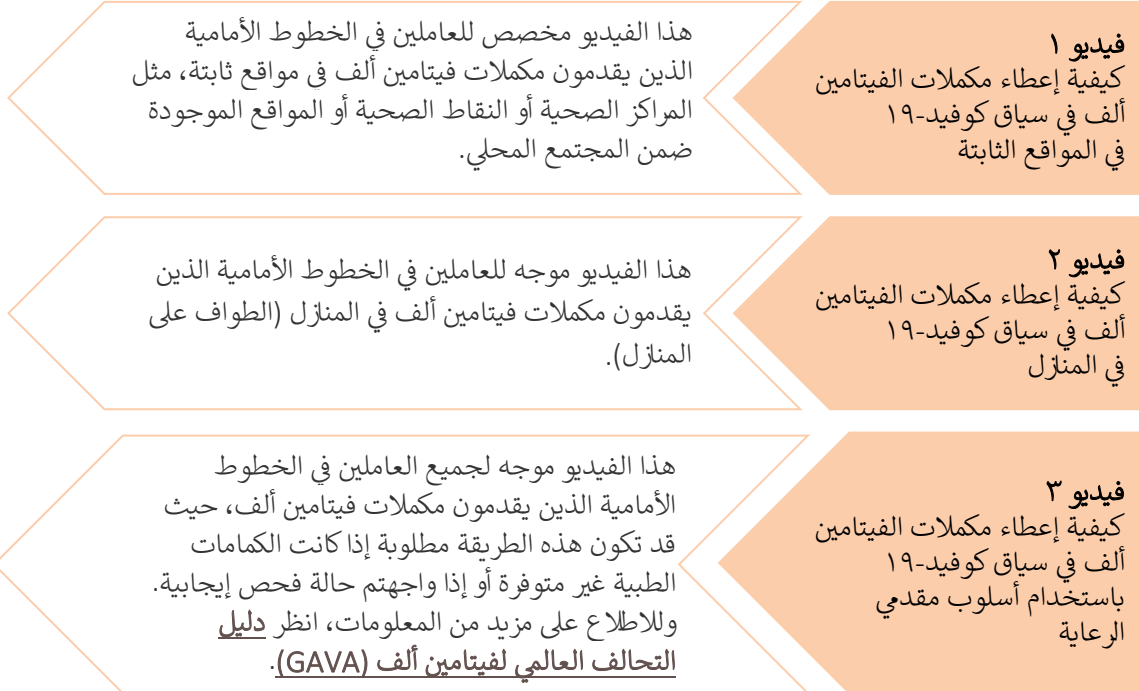 فيديو ١
كيفية إعطاء مكملات الفيتامين
ألف في سياق كوفيد-١٩
في المواقع الثابتة
هذا الفيديو مخصص للعاملين في الخطوط الأمامية
الذين يقدمون مكملات فيتامين ألف في مواقع ثابتة، مثل
المراكز الصحية أو النقاط الصحية أو المواقع الموجودة
ضمن المجتمع المحلي.
فيديو ٢
كيفية إعطاء مكملات الفيتامين
ألف في سياق كوفيد-١٩
في المنازل
هذا الفيديو موجه للعاملين في الخطوط الأمامية الذين
يقدمون مكملات فيتامين ألف في المنازل (الطواف على
المنازل).
فيديو ٣
كيفية إعطاء مكملات الفيتامين
ألف في سياق كوفيد-١٩
باستخدام أسلوب مقدمي
الرعاية
هذا الفيديو موجه لجميع العاملين في الخطوط
الأمامية الذين يقدمون مكملات فيتامين ألف، حيث
قد تكون هذه الطريقة مطلوبة إذا كانت الكمامات
الطبية غير متوفرة أو إذا واجهتم حالة فحص إيجابية.
وللاطلاع على مزيد من المعلومات، انظر دليل
التحالف العالمي لفيتامين ألف (GAVA).